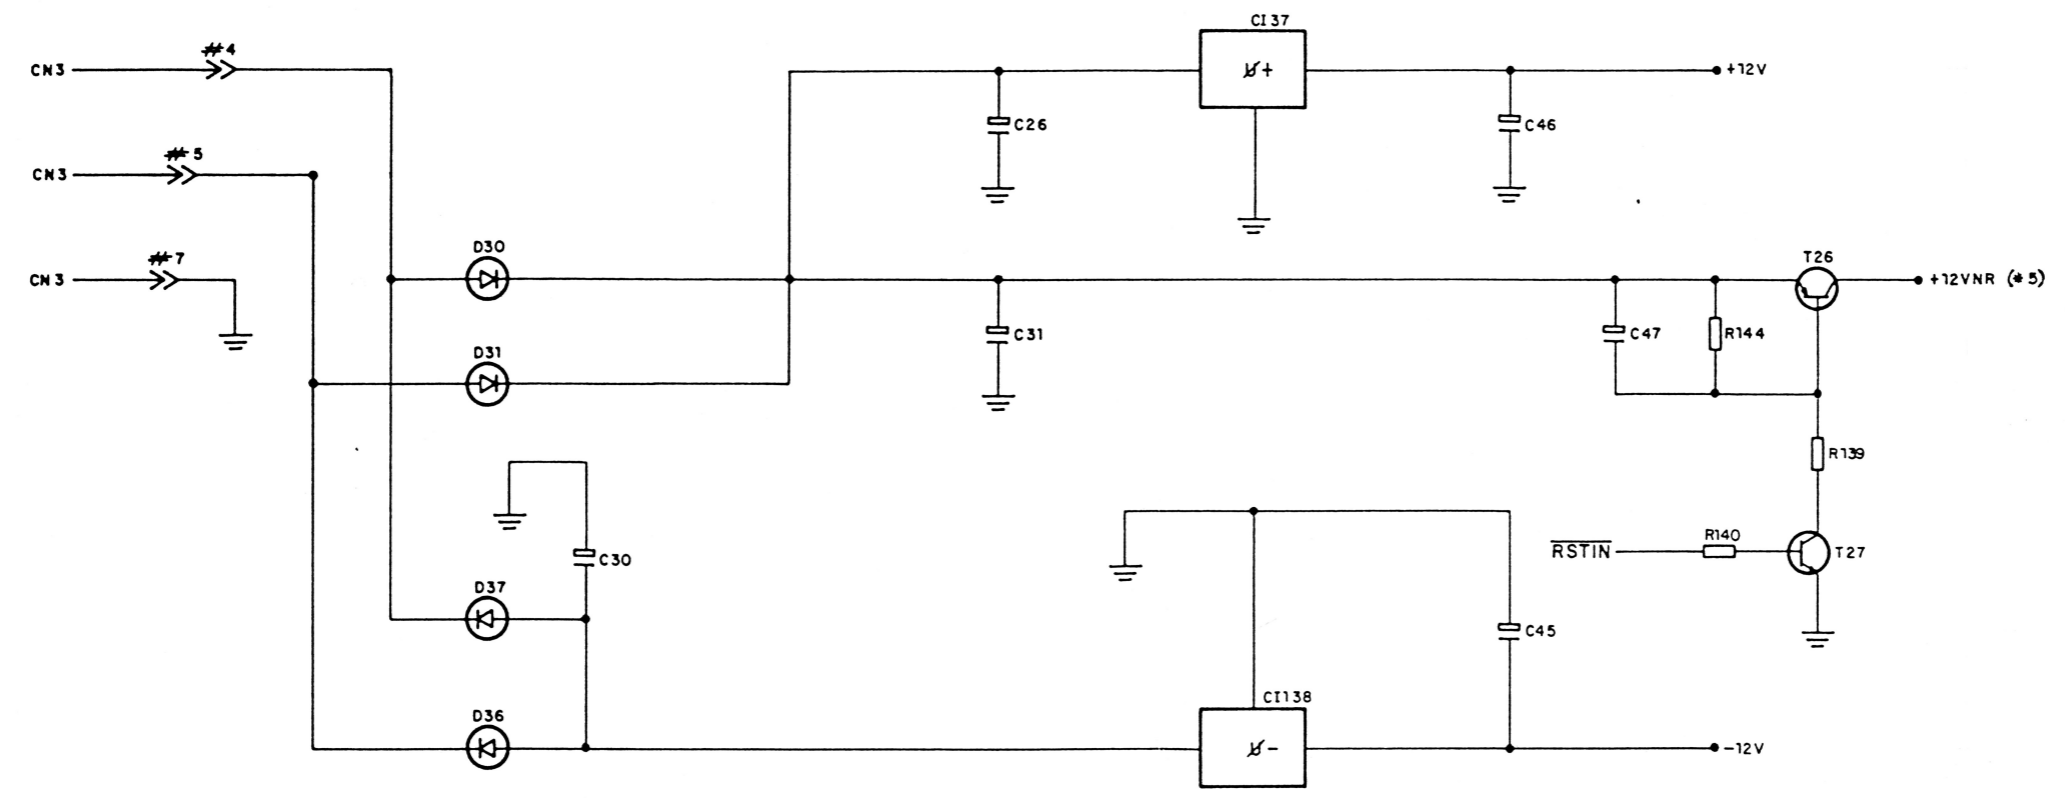 CI37
#4
CN3
+12V
C26
C46
#5
CN3
D30
T26
#7
CN3
+12VNR (*5)
C31
C47
R144
D31
R139
C30
RSTIN
R140
T27
D37
C45
CI138
D36
-12V